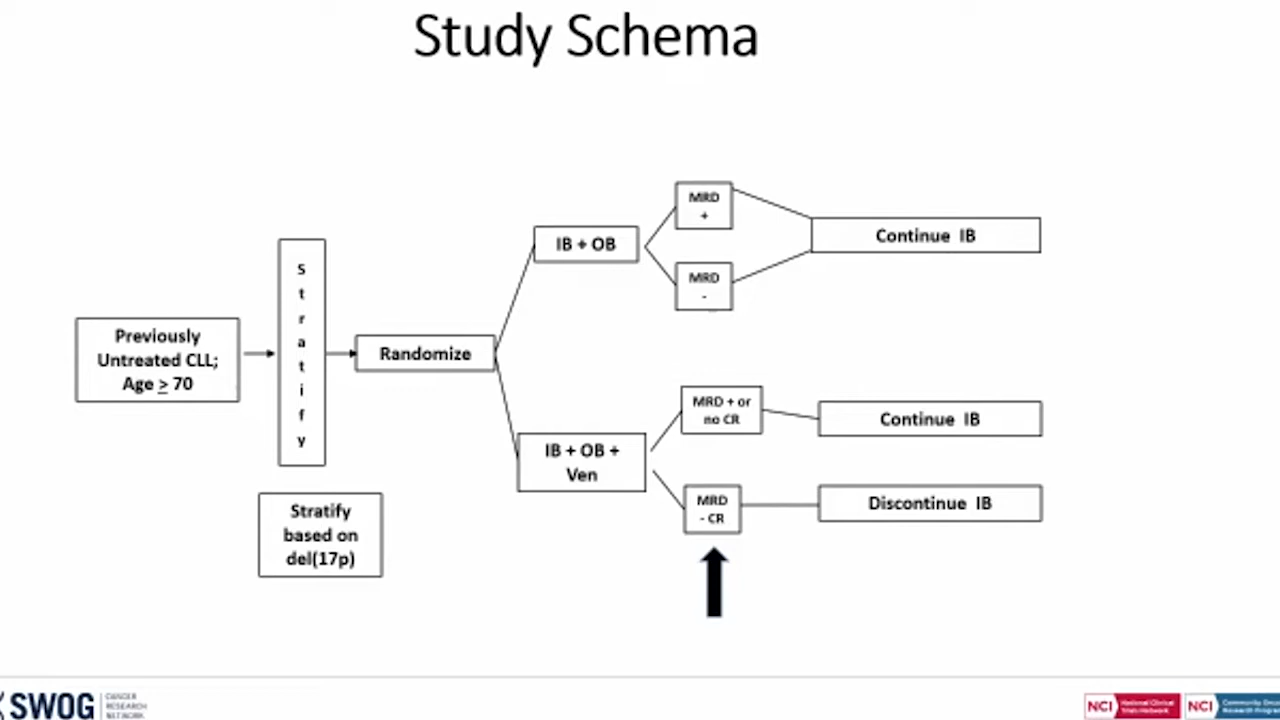 Study Schema
Previously
Untreated CLL;
Age ≥ 70
S
t
r
a
t
i
f
y
Stratify
based on
del(17p)
Randomize
IB + OB
MRD
+
MRD
-
Continue IB
IB + OB +
Ven
MRD + or
no CR
Continue IB
MRD
- CR
Discontinue IB
SWOG
CANCER
RESEARCH
NETWORK
NCI
National Clinical
Trials Network
NCI
Community Onco
Research Program